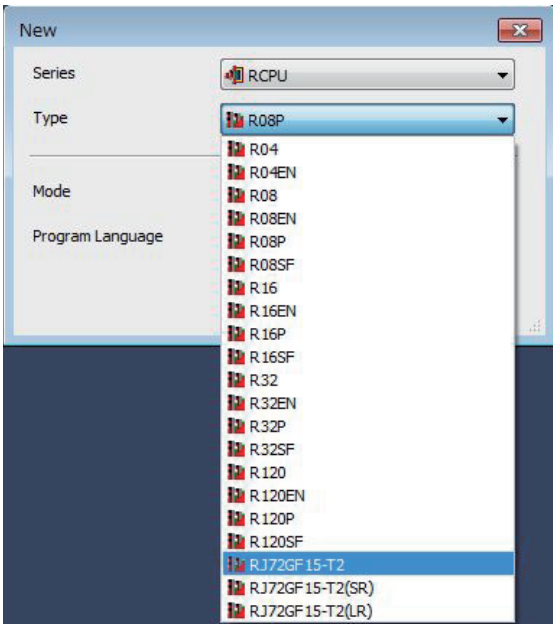 New
Series
RCPU
Type
R08P
R04
R04EN
R08
R08EN
R08P
R08SF
R16
R16EN
R16P
R16SF
R32
R32EN
R32P
R32SF
R120
R120EN
R120P
R120SF
RJ72GF15-T2
RJ72GF15-T2(SR)
RJ72GF15-T2(LR)
Mode
Program Language